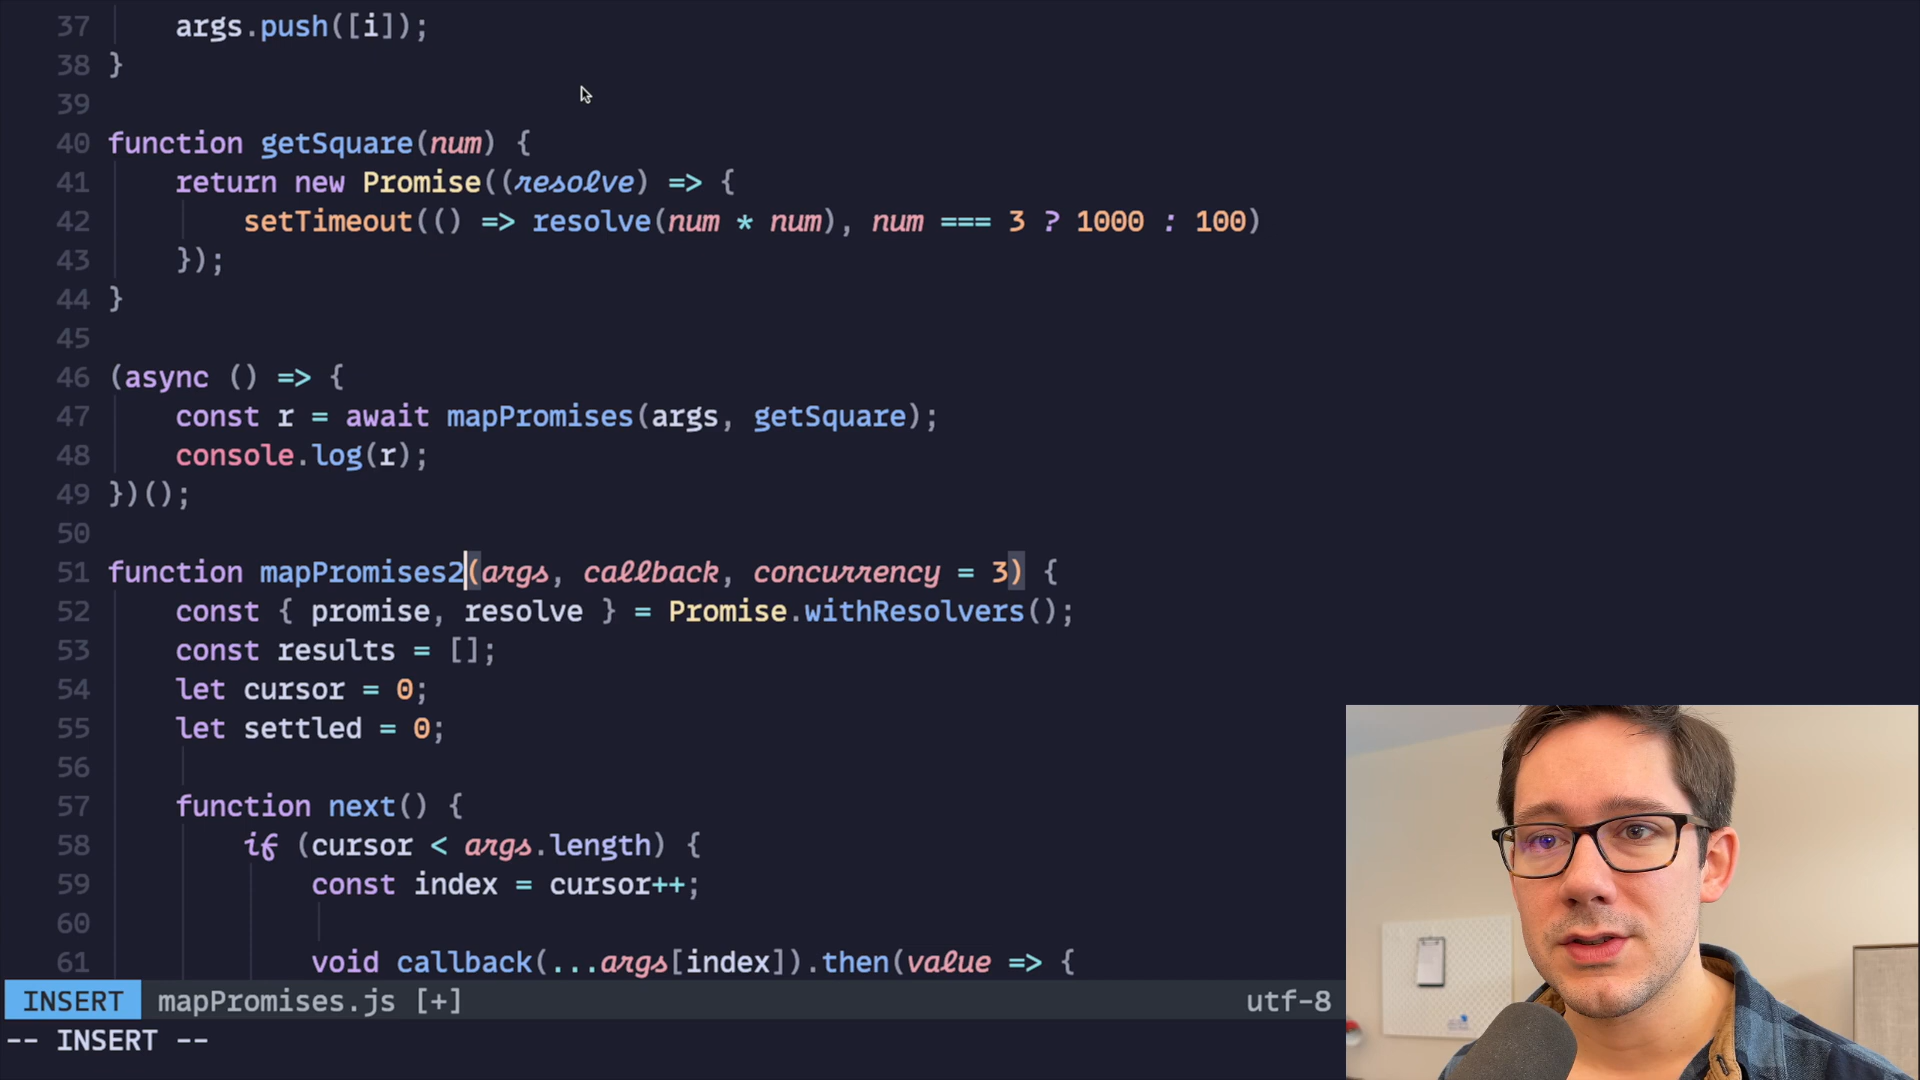 37 args.push([i]);
38 }
39
40 function getSquare(num) {
41 return new Promise((resolve) => {
42 setTimeout(() => resolve(num * num), num === 3 ? 1000 : 100)
43 });
44 }
45
46 (async () => {
47 const r = await mapPromises(args, getSquare);
48 console.log(r);
49 })();
50
51 function mapPromises2(args, callback, concurrency = 3) {
52 const { promise, resolve } = Promise.withResolvers();
53 const results = [];
54 let cursor = 0;
55 let settled = 0;
56
57 function next() {
58 if (cursor < args.length) {
59 const index = cursor++;
60
61 void callback(...args[index]).then(value => {
INSERT mapPromises.js [+] utf-8
-- INSERT --